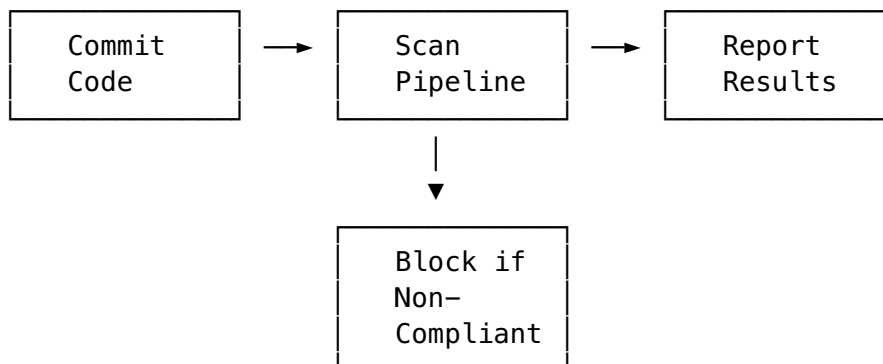 Commit
Code
Scan
Pipeline
Report
Results
Block if
Non-
Compliant